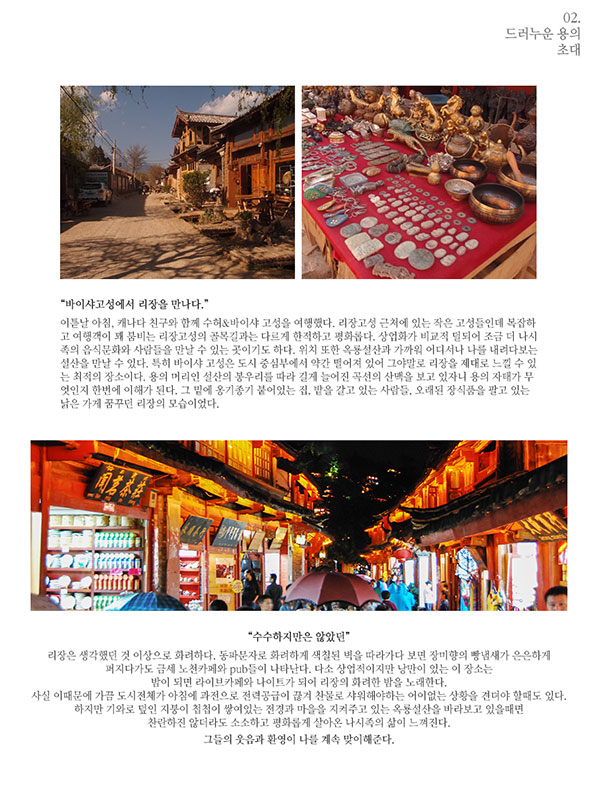 02.
드러누운 용의
초대
“바이샤고성에서 리장을 만나다.”
이튿날 아침, 캐나다 친구와 함께 수허&바이샤 고성을 여행했다. 리장고성 근처에 있는 작은 고성들인데 복잡하
고 여행객이 꽤 붐비는 리장고성의 골목길과는 다르게 한적하고 평화롭다. 상업화가 비교적 덜되어 조금 더 나시
족의 음식문화와 사람들을 만날 수 있는 곳이기도 하다. 위치 또한 옥룡설산과 가까워 어디서나 나를 내려다보는
설산을 만날 수 있다. 특히 바이샤 고성은 도시 중심부에서 약간 떨어져 있어 그야말로 리장을 제대로 느낄 수 있
는 최적의 장소이다. 용의 머리인 설산의 봉우리를 따라 길게 늘어진 곡선의 산맥을 보고 있자니 용의 자태가 무
엇인지 한번에 이해가 된다. 그 밑에 옹기종기 붙어있는 집, 밭을 갈고 있는 사람들, 오래된 장식품을 팔고 있는
낡은 가게 꿈꾸던 리장의 모습이었다.
“수수하지만은 않았던”
리장은 생각했던 것 이상으로 화려하다. 동파문자로 화려하게 색칠된 벽을 따라가다 보면 장미향의 빵냄새가 은은하게
퍼지다가도 금세 노천카페와 pub들이 나타난다. 다소 상업적이지만 낭만이 있는 이 장소는
밤이 되면 라이브카페와 나이트가 되어 리장의 화려한 밤을 노래한다.
사실 이때문에 가끔 도시전체가 아침에 과전으로 전력공급이 끊겨 찬물로 샤워해야하는 어이없는 상황을 견뎌야 할때도 있다.
하지만 기와로 덮인 지붕이 첩첩이 쌓여있는 전경과 마을을 지켜주고 있는 옥룡설산을 바라보고 있을때면
찬란하진 않더라도 소소하고 평화롭게 살아온 나시족의 삶이 느껴진다.
그들의 웃음과 환영이 나를 계속 맞이해준다.